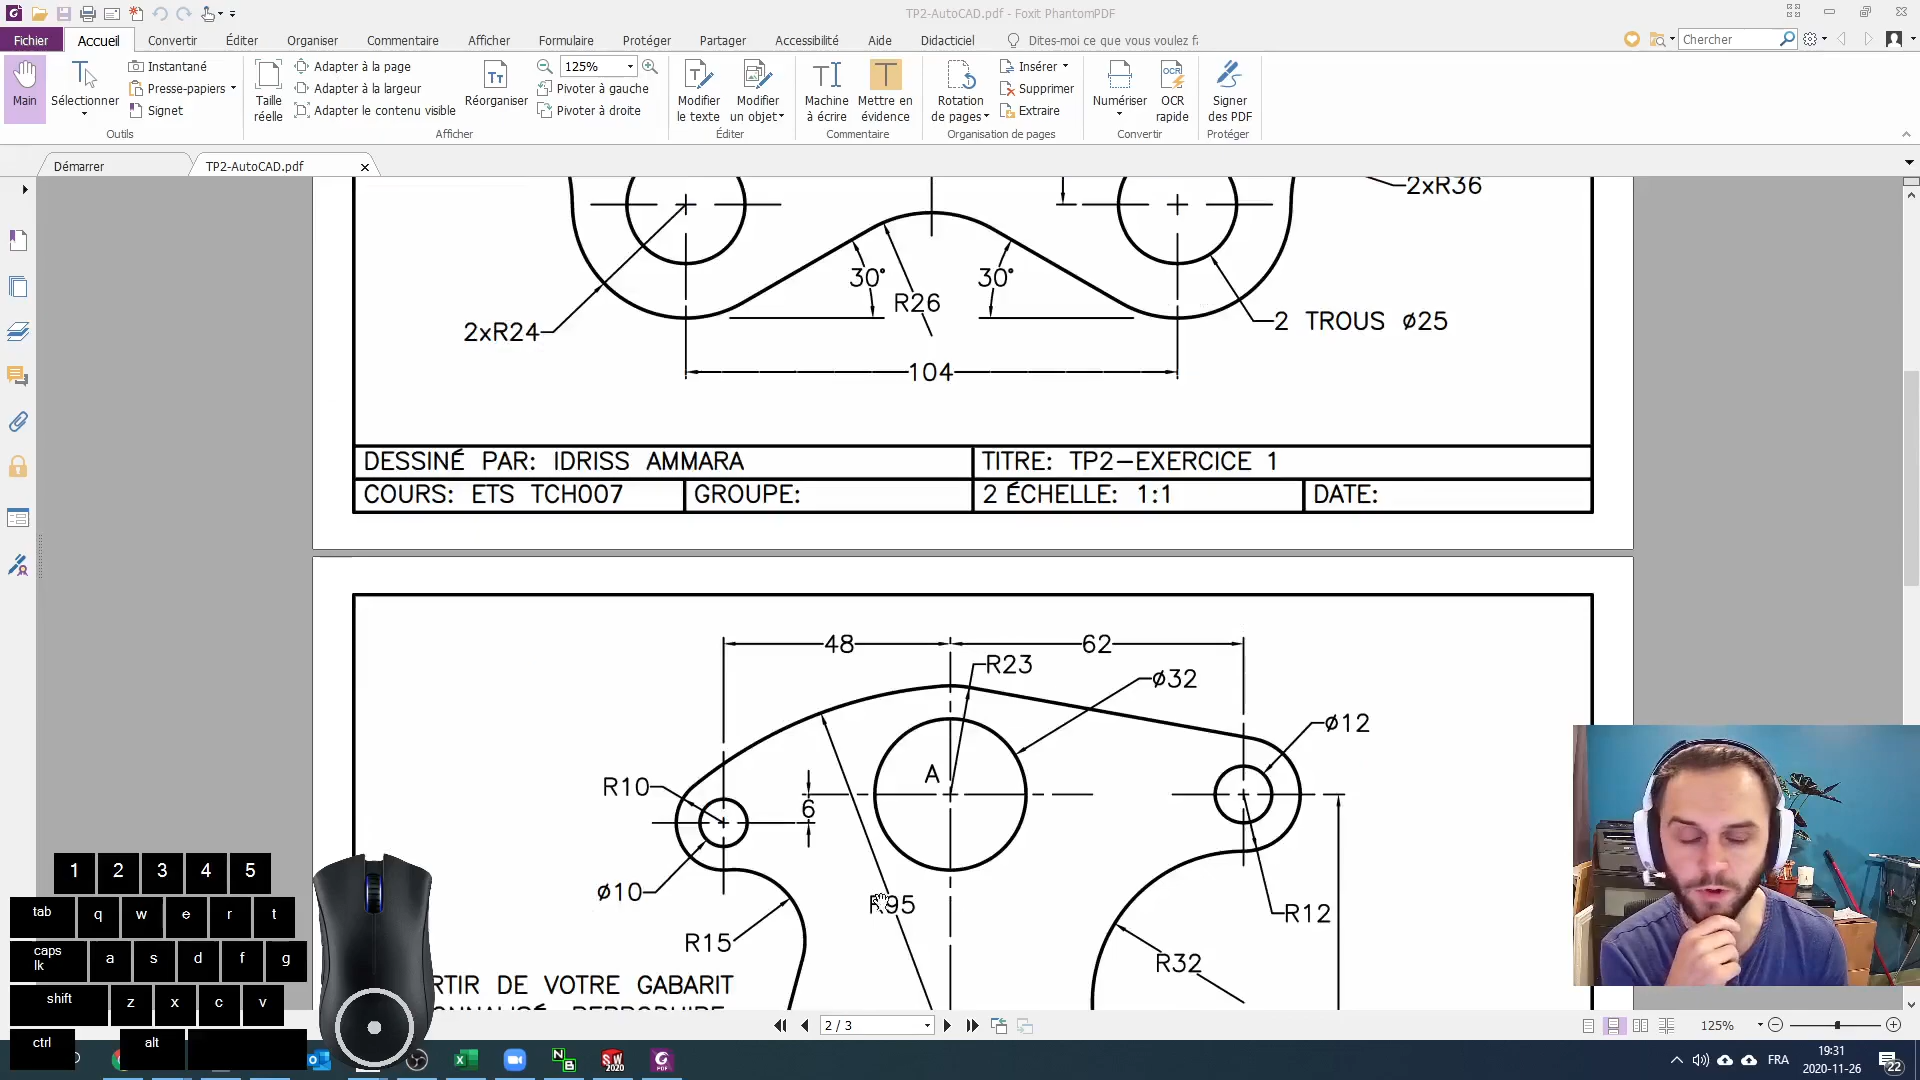 TP2-AutoCAD.pdf - Foxit PhantomPDF
Fichier
Accueil
Convertir
Éditer
Organiser
Commentaire
Afficher
Formulaire
Protéger
Partager
Accessibilité
Aide
Didacticiel
Dites-moi ce que vous voulez fa
Chercher
Main
Sélectionner
Instantané
Presse-papiers
Signet
Outils
Taille
réelle
Adapter à la page
Adapter à la largeur
Adapter le contenu visible
Réorganiser
125%
Pivoter à gauche
Pivoter à droite
Afficher
Modifier
le texte
Modifier
un objet
Éditer
Machine
à écrire
Mettre en
évidence
Commentaire
Rotation
de pages
Insérer
Supprimer
Extraire
Organisation de pages
Numériser
OCR
rapide
Convertir
Signer
des PDF
Protéger
Démarrer
TP2-AutoCAD.pdf
2xR36
30°
R26
30°
2xR24
2 TROUS ø25
104
DESSINÉ PAR: IDRISS AMMARA
TITRE: TP2-EXERCICE 1
COURS: ETS TCH007
GROUPE:
2 ÉCHELLE: 1:1
DATE:
48
62
R23
ø32
ø12
A
R10
6
ø10
R95
R12
R15
R32
RTIR DE VOTRE GABARIT
1 2 3 4 5
tab q w e r t
caps
lk
a s d f g
shift z x c v
ctrl alt
2 / 3
125%
FRA
19:31
2020-11-26
22